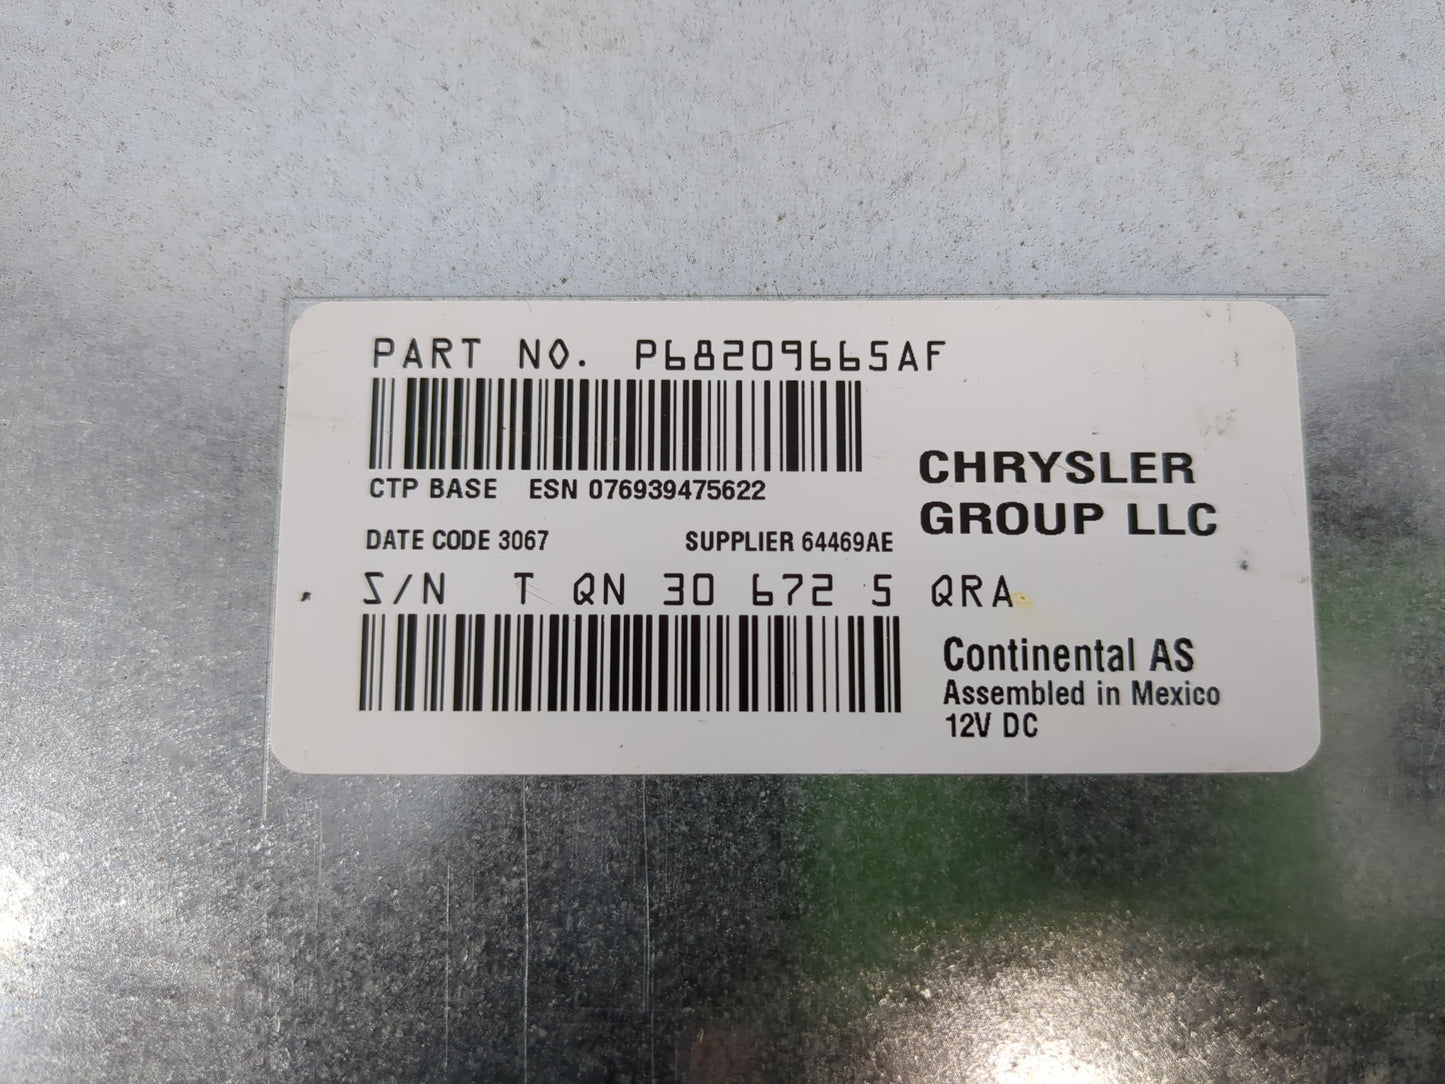 PART NO. P68209665AF
CTP BASE ESN 076939475622
DATE CODE 3067 SUPPLIER 64469AE
CHRYSLER
GROUP LLC
S/N T QN 30 672 5 QRA
Continental AS
Assembled in Mexico
12V DC